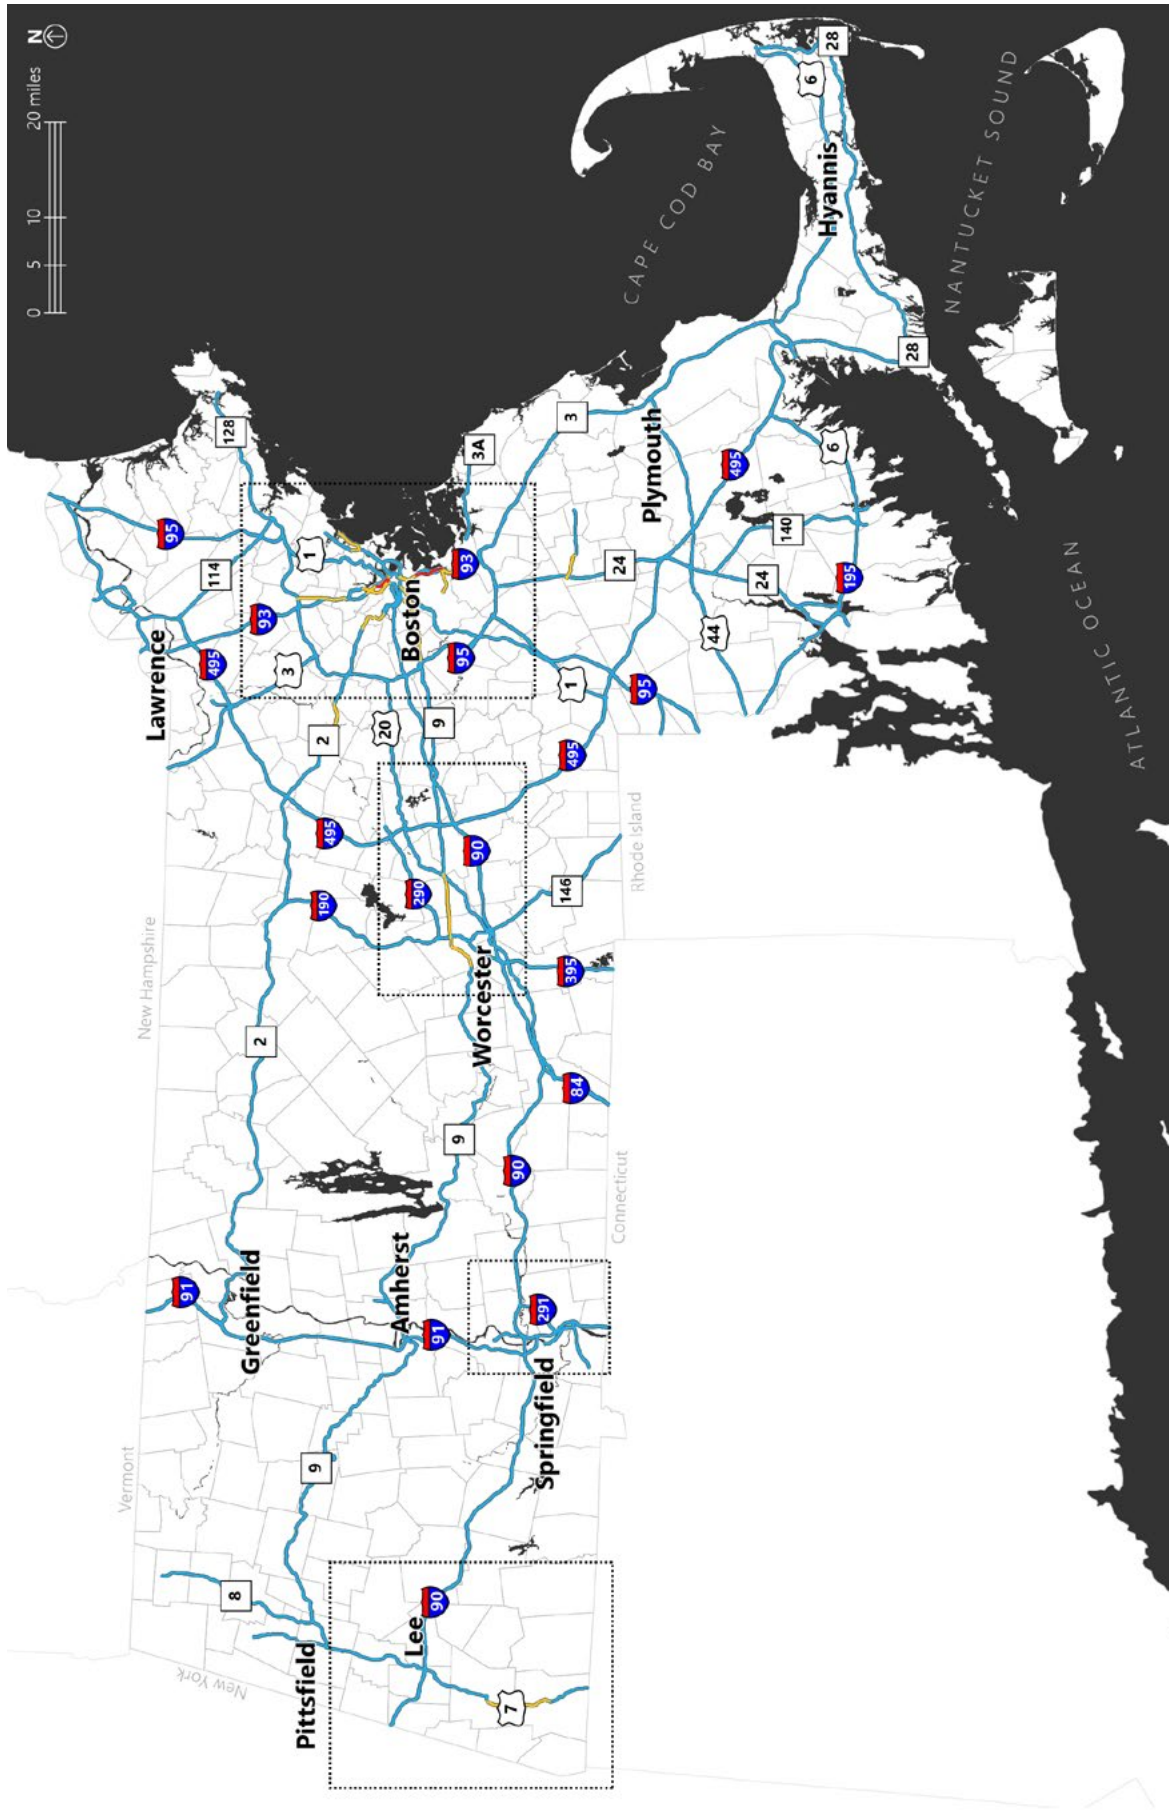 N
0 5 10 20 miles
Vermont
New Hampshire
New York
Lawrence
Greenfield
Pittsfield
Amherst
Lee
Boston
Worcester
Springfield
Plymouth
Hyannis
Connecticut
Rhode Island
CAPE COD BAY
NANTUCKET SOUND
ATLANTIC OCEAN
8
91
2
2
190
495
495
3
93
114
95
128
1
9
9
9
91
290
20
90
90
90
90
291
84
395
146
9
95
93
3A
3
495
1
95
24
44
24
140
495
195
6
28
6
28
7